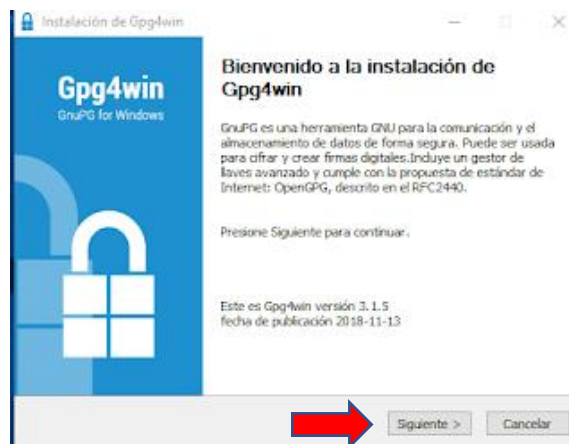 Instalación de Gpg4win
Gpg4win
GnuPG for Windows
Bienvenido a la instalación de
Gpg4win
GnuPG es una herramienta GNU para la comunicación y el
almacenamiento de datos de forma segura. Puede ser usada
para cifrar y crear firmas digitales.Incluye un gestor de
llaves avanzado y cumple con la propuesta de estándar de
Internet: OpenGPG, descrito en el RFC2440.
Presione Siguiente para continuar.
Este es Gpg4win versión 3.1.5
fecha de publicación 2018-11-13
Siguiente >
Cancelar